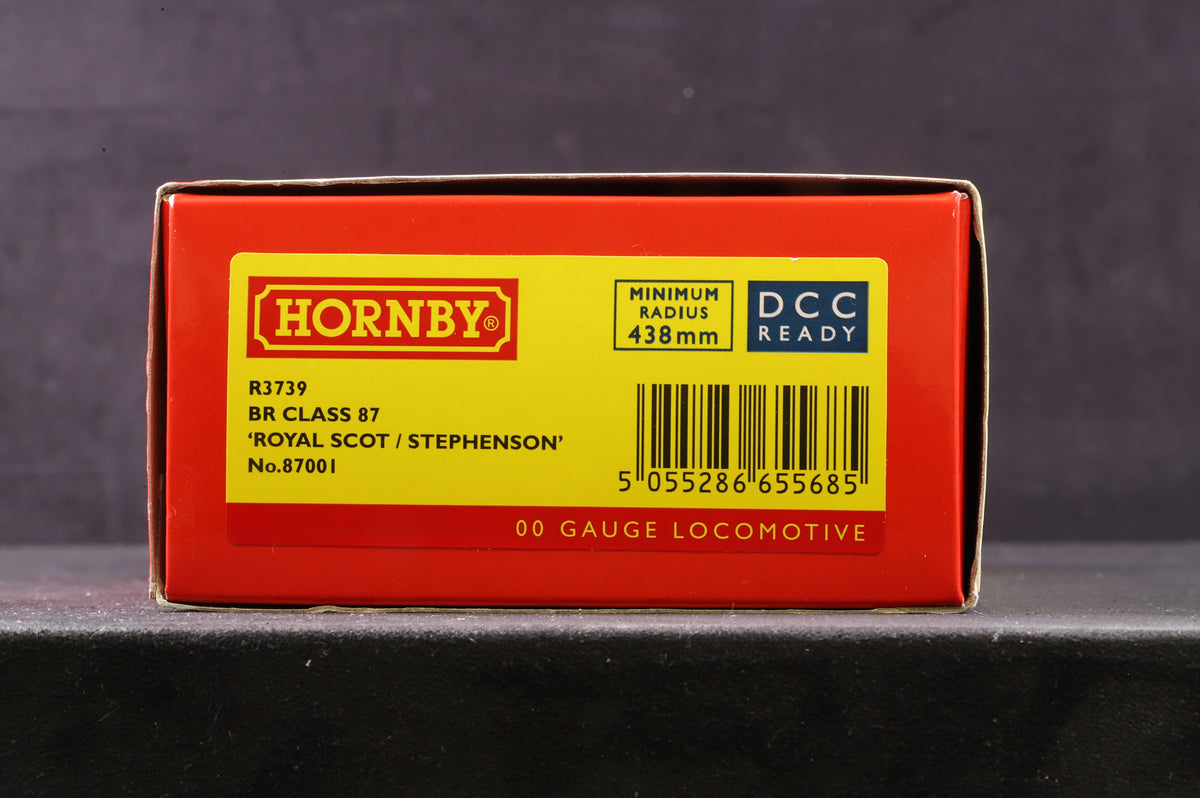 HORNBY®
MINIMUM
RADIUS
438mm
DCC
READY
R3739
BR CLASS 87
‘ROYAL SCOT / STEPHENSON’
No.87001
5 055286 655685
00 GAUGE LOCOMOTIVE